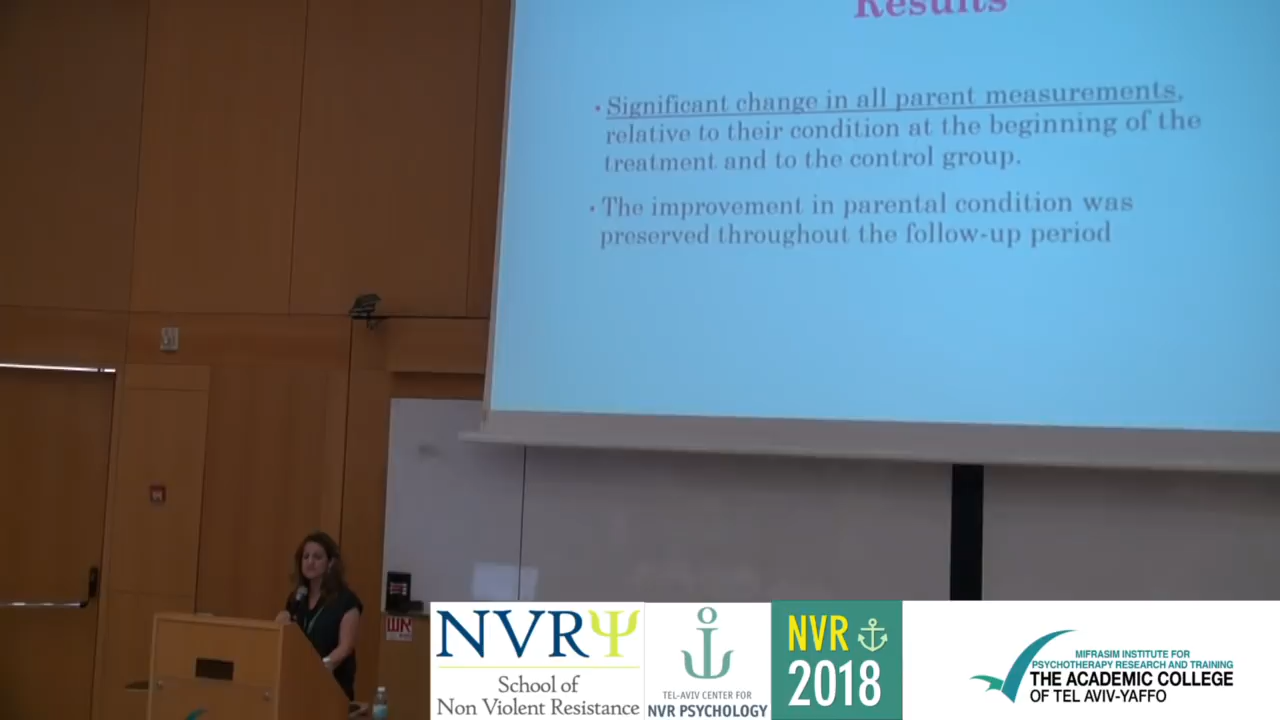 Results
• Significant change in all parent measurements,
relative to their condition at the beginning of the
treatment and to the control group.
• The improvement in parental condition was
preserved throughout the follow-up period
NVRΨ
School of
Non Violent Resistance
TEL-AVIV CENTER FOR
NVR PSYCHOLOGY
NVR
2018
MIFRASIM INSTITUTE FOR
PSYCHOTHERAPY RESEARCH AND TRAINING
THE ACADEMIC COLLEGE
OF TEL AVIV-YAFFO